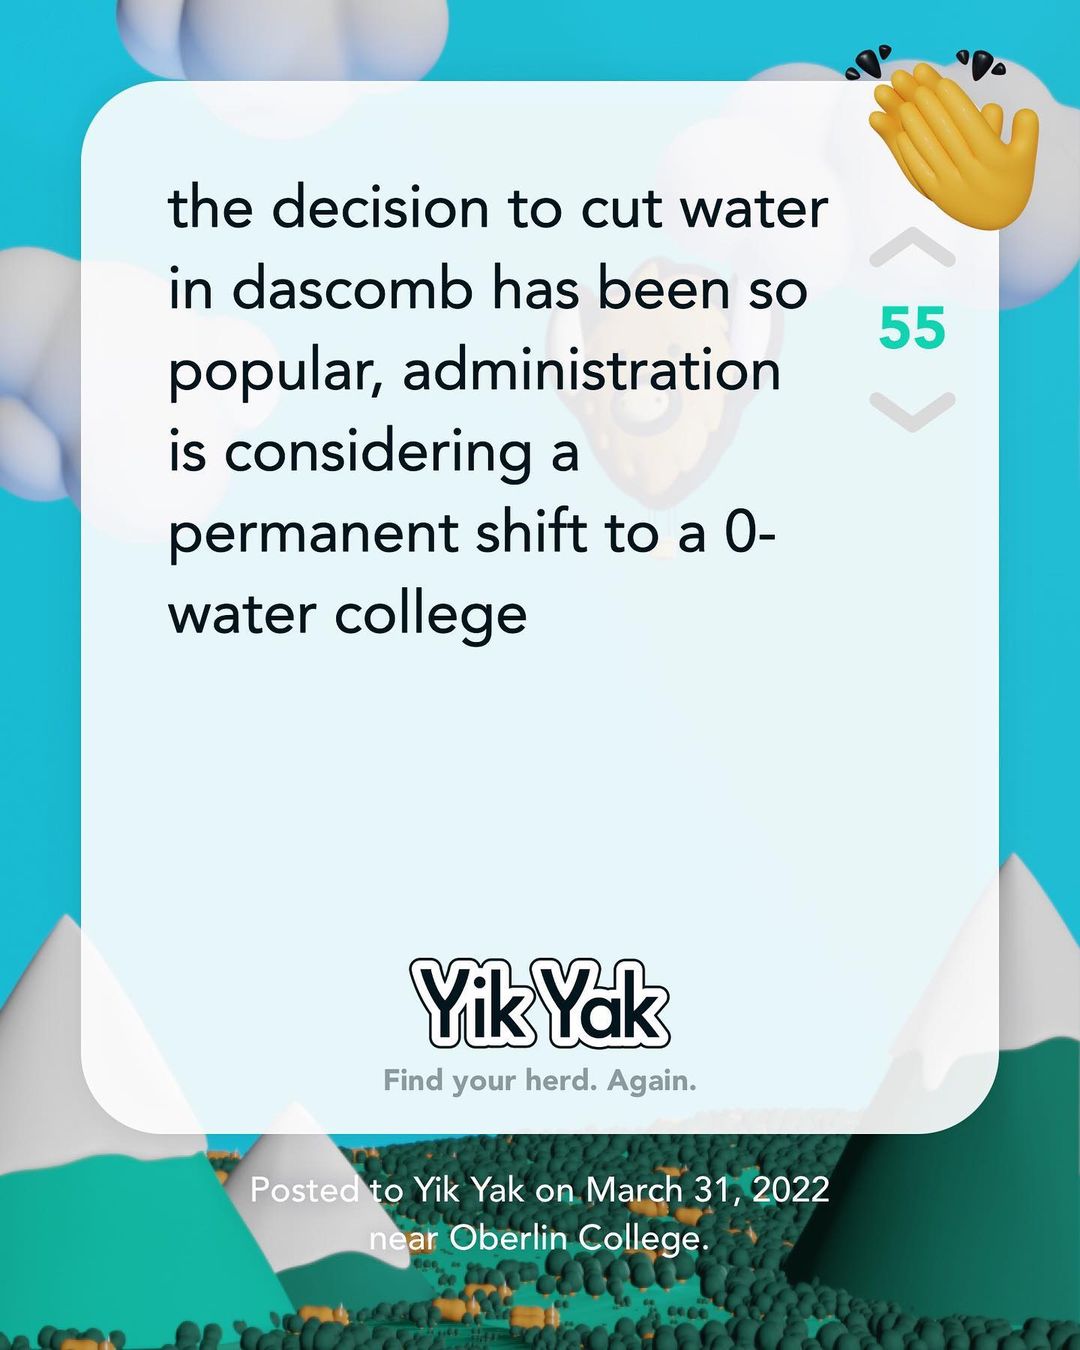 the decision to cut water
in dascomb has been so
popular, administration
is considering a
permanent shift to a 0-
water college
55
Yik Yak
Find your herd. Again.
Posted to Yik Yak on March 31, 2022
near Oberlin College.